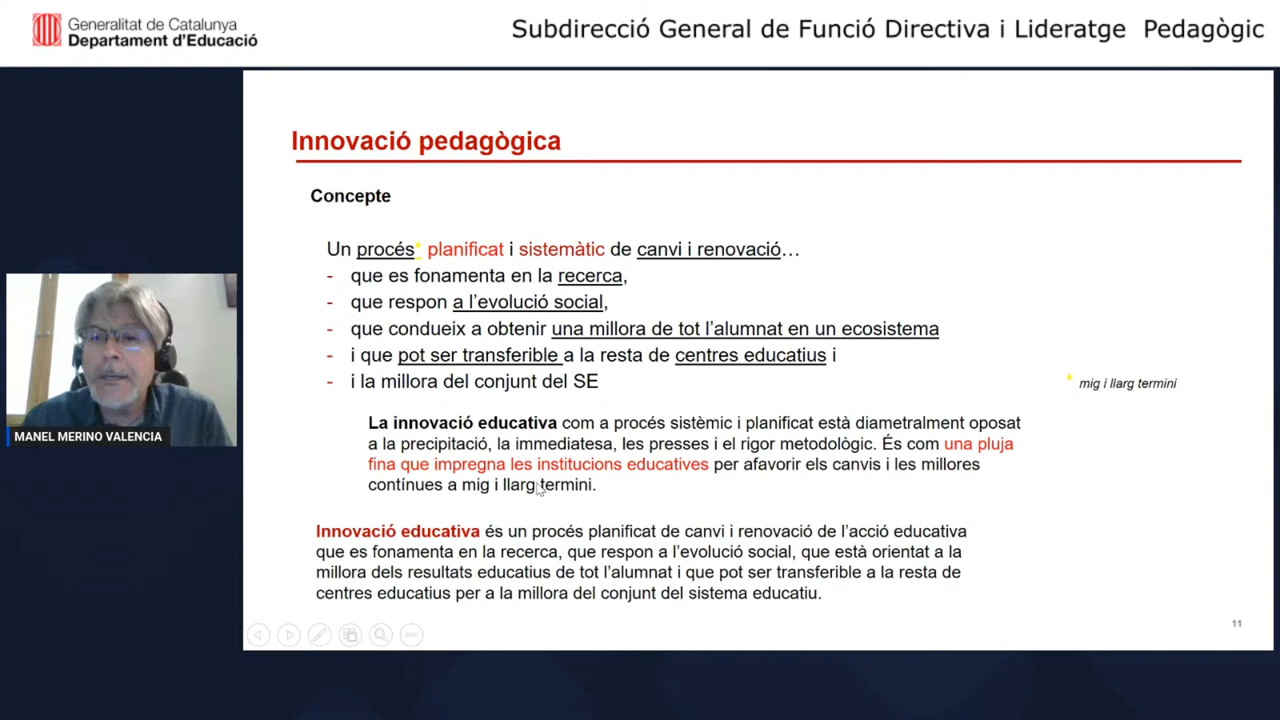 Generalitat de Catalunya
Departament d'Educació
Subdirecció General de Funció Directiva i Lideratge Pedagògic
Innovació pedagògica
Concepte
Un procés* planificat i sistemàtic de canvi i renovació…
- que es fonamenta en la recerca,
- que respon a l'evolució social,
- que condueix a obtenir una millora de tot l'alumnat en un ecosistema
- i que pot ser transferible a la resta de centres educatius i
- i la millora del conjunt del SE
* mig i llarg termini
La innovació educativa com a procés sistèmic i planificat està diametralment oposat
a la precipitació, la immediatesa, les presses i el rigor metodològic. És com una pluja
fina que impregna les institucions educatives per afavorir els canvis i les millores
contínues a mig i llarg termini.
MANEL MERINO VALENCIA
Innovació educativa és un procés planificat de canvi i renovació de l'acció educativa
que es fonamenta en la recerca, que respon a l'evolució social, que està orientat a la
millora dels resultats educatius de tot l'alumnat i que pot ser transferible a la resta de
centres educatius per a la millora del conjunt del sistema educatiu.
11